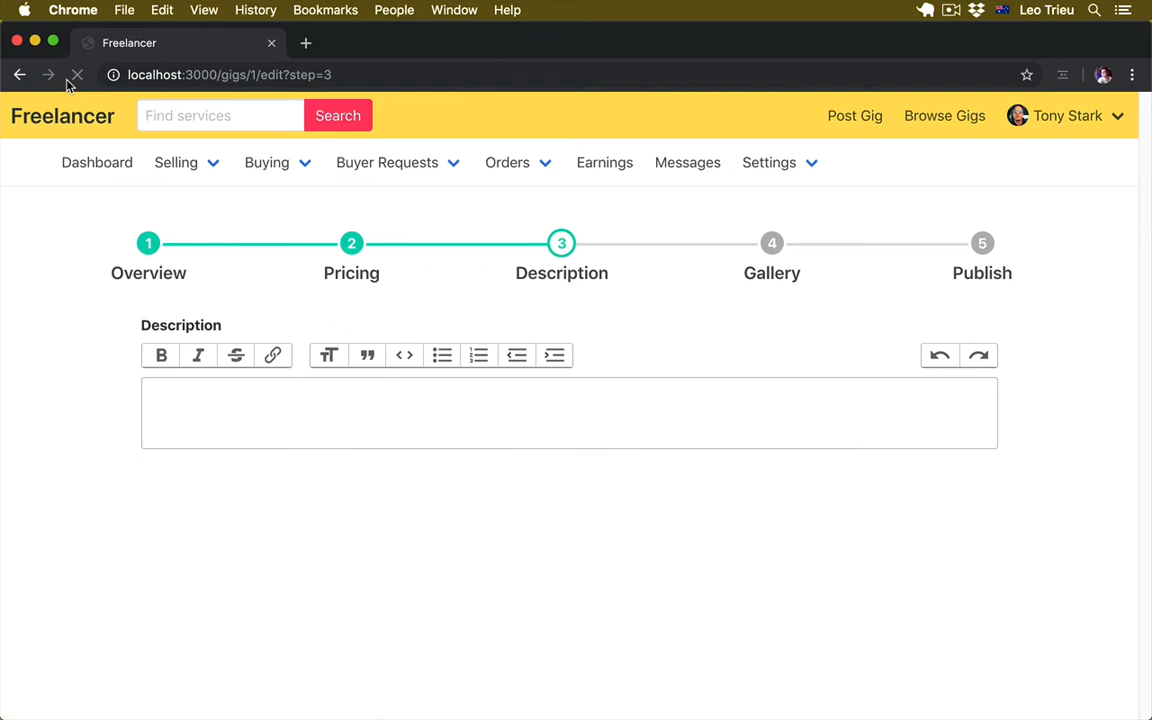 Chrome File Edit View History Bookmarks People Window Help Leo Trieu
Freelancer
localhost:3000/gigs/1/edit?step=3
Freelancer Find services Search Post Gig Browse Gigs Tony Stark
Dashboard Selling Buying Buyer Requests Orders Earnings Messages Settings
1 2 3 4 5
Overview Pricing Description Gallery Publish
Description